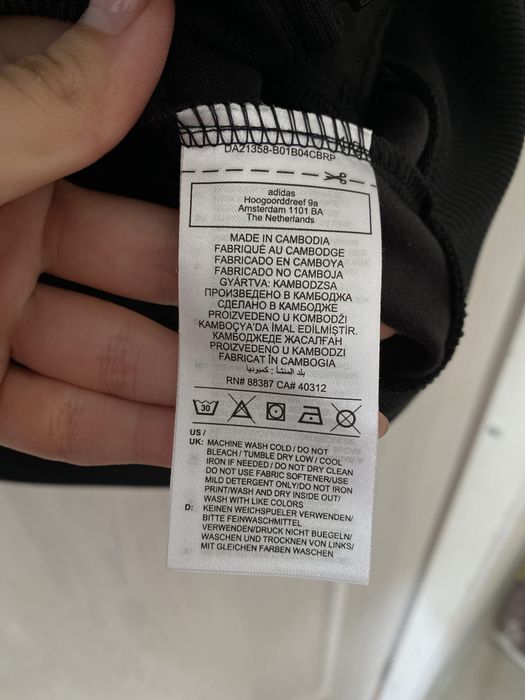 DA21358-B01B04CBRP
adidas
Hoogoorddreef 9a
Amsterdam 1101 BA
The Netherlands
MADE IN CAMBODIA
FABRIQUÉ AU CAMBODGE
FABRICADO EN CAMBOYA
FABRICADO NO CAMBOJA
GYÁRTVA: KAMBODZSA
ПРОИЗВЕДЕНО В КАМБОДЖА
СДЕЛАНО В КАМБОДЖЕ
PROIZVEDENO U KOMBODŽI
KAMBOÇYA'DA İMAL EDİLMİŞTİR.
КАМБОДЖЕДЕ ЖАСАЛҒАН
PROIZVEDENO U KAMBODZI
FABRICAT ÎN CAMBOGIA
بلد المنشأ : كمبوديا
RN# 88387 CA# 40312
30
US /
UK: MACHINE WASH COLD / DO NOT
BLEACH / TUMBLE DRY LOW / COOL
IRON IF NEEDED / DO NOT DRY CLEAN
DO NOT USE FABRIC SOFTENER/USE
MILD DETERGENT ONLY/DO NOT IRON
PRINT/WASH AND DRY INSIDE OUT/
WASH WITH LIKE COLORS
D: KEINEN WEICHSPUELER VERWENDEN/
BITTE FEINWASCHMITTEL
VERWENDEN/DRUCK NICHT BUEGELN/
WASCHEN UND TROCKNEN VON LINKS/
MIT GLEICHEN FARBEN WASCHEN